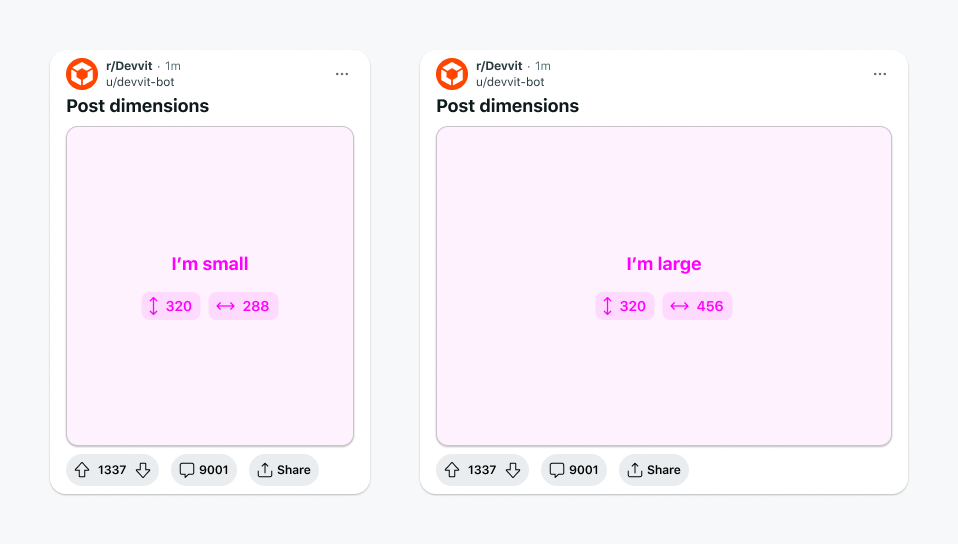 r/Devvit · 1m
u/devvit-bot
Post dimensions
I’m small
320 288
1337 9001 Share
r/Devvit · 1m
u/devvit-bot
Post dimensions
I’m large
320 456
1337 9001 Share